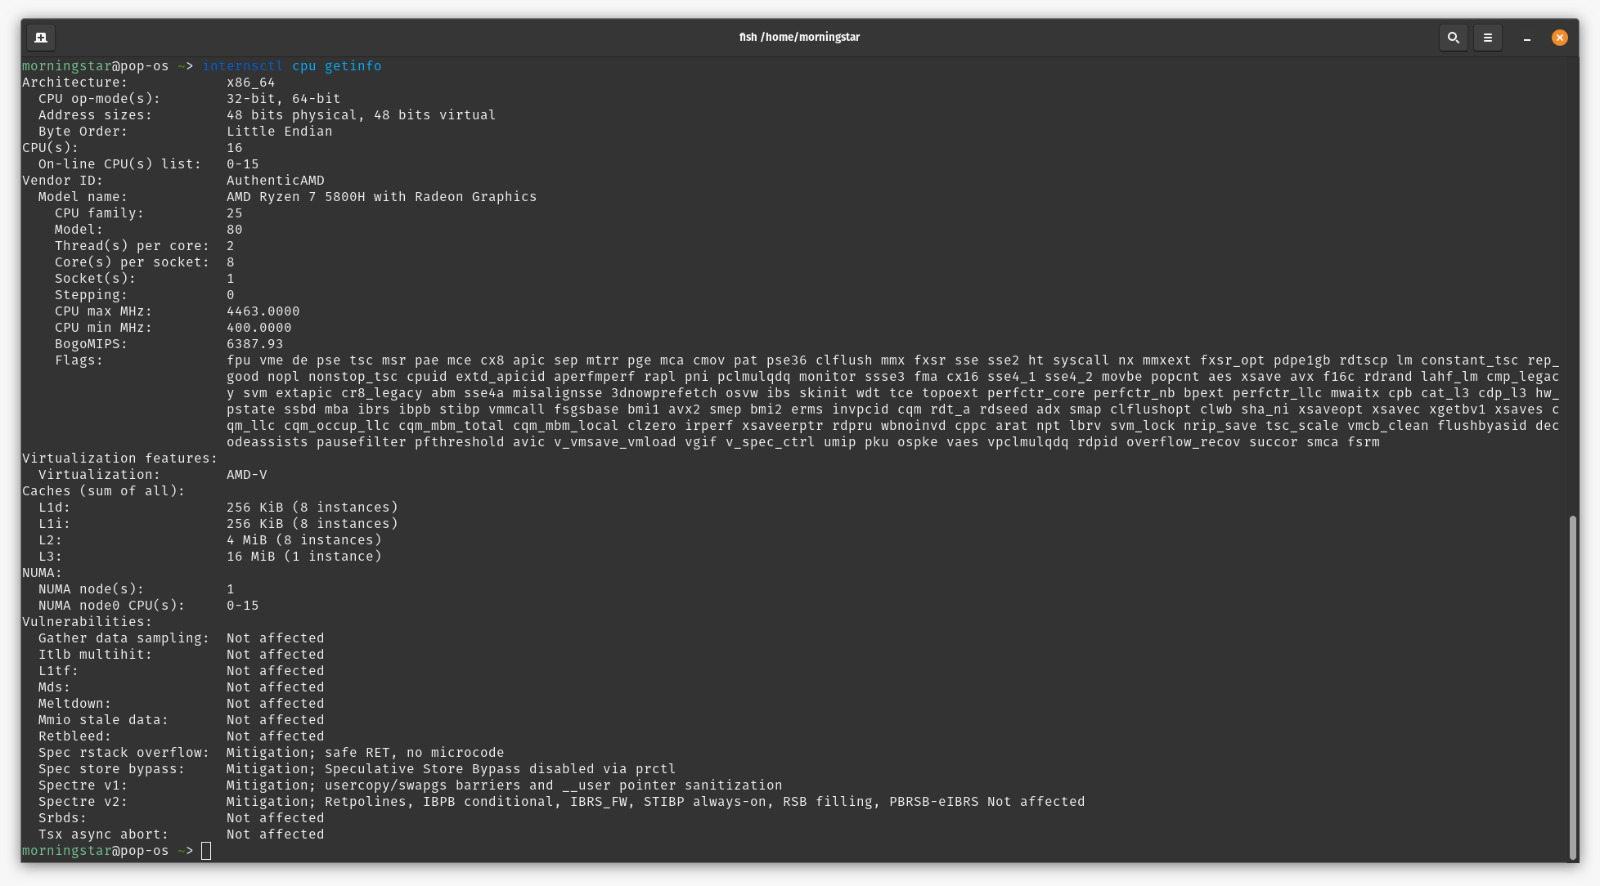 fish /home/morningstar
morningstar@pop-os ~> internsctl cpu getinfo
Architecture: x86_64
CPU op-mode(s): 32-bit, 64-bit
Address sizes: 48 bits physical, 48 bits virtual
Byte Order: Little Endian
CPU(s): 16
On-line CPU(s) list: 0-15
Vendor ID: AuthenticAMD
Model name: AMD Ryzen 7 5800H with Radeon Graphics
CPU family: 25
Model: 80
Thread(s) per core: 2
Core(s) per socket: 8
Socket(s): 1
Stepping: 0
CPU max MHz: 4463.0000
CPU min MHz: 400.0000
BogoMIPS: 6387.93
Flags: fpu vme de pse tsc msr pae mce cx8 apic sep mtrr pge mca cmov pat pse36 clflush mmx fxsr sse sse2 ht syscall nx mmxext fxsr_opt pdpe1gb rdtscp lm constant_tsc rep_
good nopl nonstop_tsc cpuid extd_apicid aperfmperf rapl pni pclmulqdq monitor ssse3 fma cx16 sse4_1 sse4_2 movbe popcnt aes xsave avx f16c rdrand lahf_lm cmp_legac
y svm extapic cr8_legacy abm sse4a misalignsse 3dnowprefetch osvw ibs skinit wdt tce topoext perfctr_core perfctr_nb bpext perfctr_llc mwaitx cpb cat_l3 cdp_l3 hw_
pstate ssbd mba ibrs ibpb stibp vmmcall fsgsbase bmi1 avx2 smep bmi2 erms invpcid cqm rdt_a rdseed adx smap clflushopt clwb sha_ni xsaveopt xsavec xgetbv1 xsaves c
qm_llc cqm_occup_llc cqm_mbm_total cqm_mbm_local clzero irperf xsaveerptr rdpru wbnoinvd cppc arat npt lbrv svm_lock nrip_save tsc_scale vmcb_clean flushbyasid dec
odeassists pausefilter pfthreshold avic v_vmsave_vmload vgif v_spec_ctrl umip pku ospke vaes vpclmulqdq rdpid overflow_recov succor smca fsrm
Virtualization features:
Virtualization: AMD-V
Caches (sum of all):
L1d: 256 KiB (8 instances)
L1i: 256 KiB (8 instances)
L2: 4 MiB (8 instances)
L3: 16 MiB (1 instance)
NUMA:
NUMA node(s): 1
NUMA node0 CPU(s): 0-15
Vulnerabilities:
Gather data sampling: Not affected
Itlb multihit: Not affected
L1tf: Not affected
Mds: Not affected
Meltdown: Not affected
Mmio stale data: Not affected
Retbleed: Not affected
Spec rstack overflow: Mitigation; safe RET, no microcode
Spec store bypass: Mitigation; Speculative Store Bypass disabled via prctl
Spectre v1: Mitigation; usercopy/swapgs barriers and __user pointer sanitization
Spectre v2: Mitigation; Retpolines, IBPB conditional, IBRS_FW, STIBP always-on, RSB filling, PBRSB-eIBRS Not affected
Srbds: Not affected
Tsx async abort: Not affected
morningstar@pop-os ~>